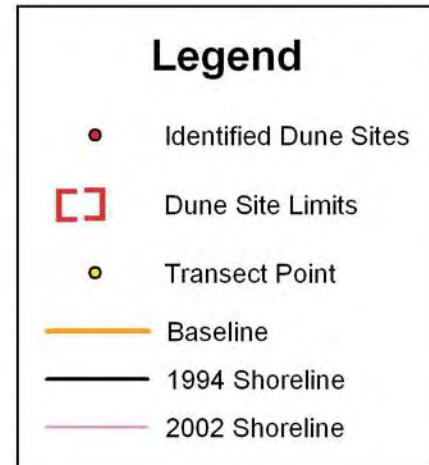 Legend
Identified Dune Sites
Dune Site Limits
Transect Point
Baseline
1994 Shoreline
2002 Shoreline